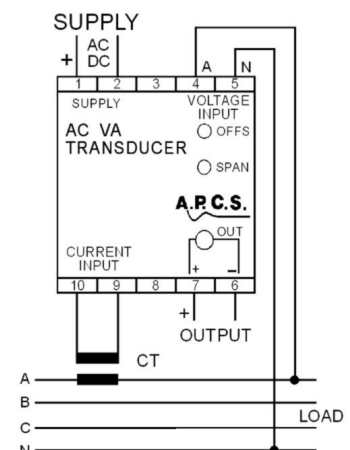 SUPPLY
+ AC
DC
A N
1 2 3 4 5
SUPPLY VOLTAGE
INPUT
AC VA OFFS
TRANSDUCER
SPAN
A.P.C.S.
OUT
CURRENT
INPUT + −
10 9 8 7 6
+
OUTPUT
CT
A
B
LOAD
C
N